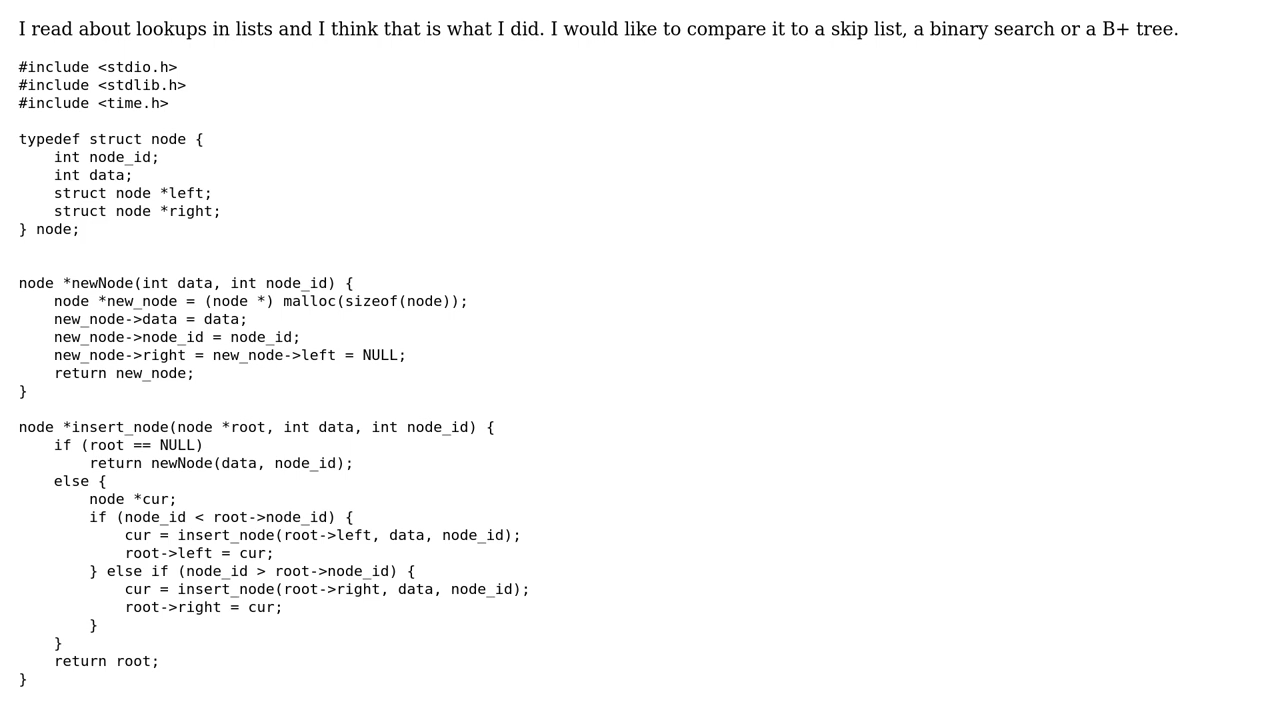 I read about lookups in lists and I think that is what I did. I would like to compare it to a skip list, a binary search or a B+ tree.
#include <stdio.h>
#include <stdlib.h>
#include <time.h>

typedef struct node {
    int node_id;
    int data;
    struct node *left;
    struct node *right;
} node;


node *newNode(int data, int node_id) {
    node *new_node = (node *) malloc(sizeof(node));
    new_node->data = data;
    new_node->node_id = node_id;
    new_node->right = new_node->left = NULL;
    return new_node;
}

node *insert_node(node *root, int data, int node_id) {
    if (root == NULL)
        return newNode(data, node_id);
    else {
        node *cur;
        if (node_id < root->node_id) {
            cur = insert_node(root->left, data, node_id);
            root->left = cur;
        } else if (node_id > root->node_id) {
            cur = insert_node(root->right, data, node_id);
            root->right = cur;
        }
    }
    return root;
}